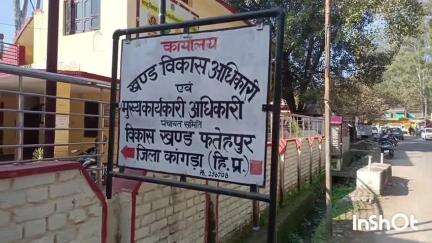 कार्यालय
खण्ड विकास अधिकारी
एवं
मुख्यकार्यकारी अधिकारी
पंचायत समिति
विकास खण्ड फतेहपुर
जिला कांगड़ा (हि.प्र.)
InShOt